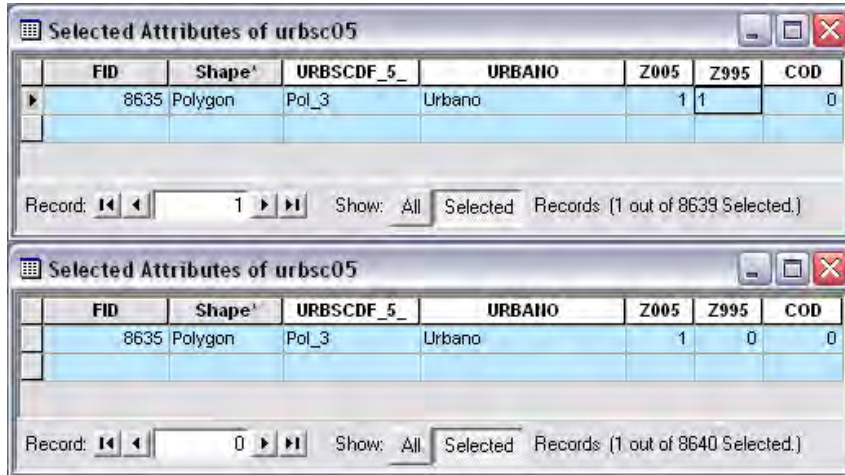 Selected Attributes of urbsc05
FID Shape* URBSCDF_5_ URBANO Z005 Z995 COD
8635 Polygon Pol_3 Urbano 1 1 0
Record: 1 Show: All Selected Records (1 out of 8639 Selected.)
Selected Attributes of urbsc05
FID Shape* URBSCDF_5_ URBANO Z005 Z995 COD
8635 Polygon Pol_3 Urbano 1 0 0
Record: 0 Show: All Selected Records (1 out of 8640 Selected.)